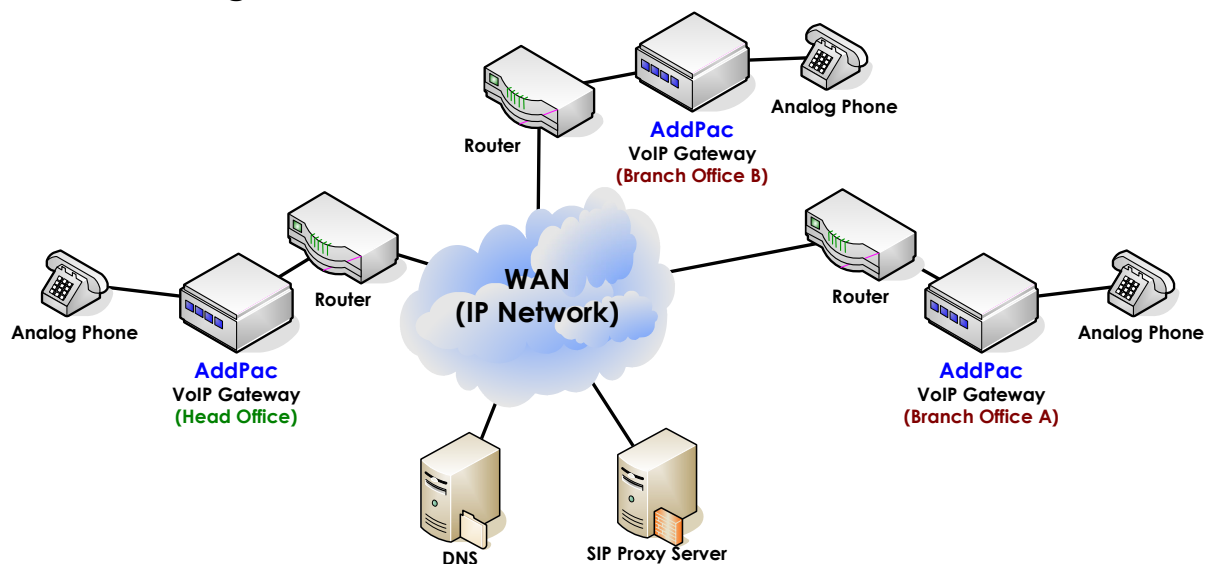 Analog Phone
Router
AddPac
VoIP Gateway
(Branch Office B)
WAN
(IP Network)
Analog Phone
Router
AddPac
VoIP Gateway
(Head Office)
Router
Analog Phone
AddPac
VoIP Gateway
(Branch Office A)
DNS
SIP Proxy Server